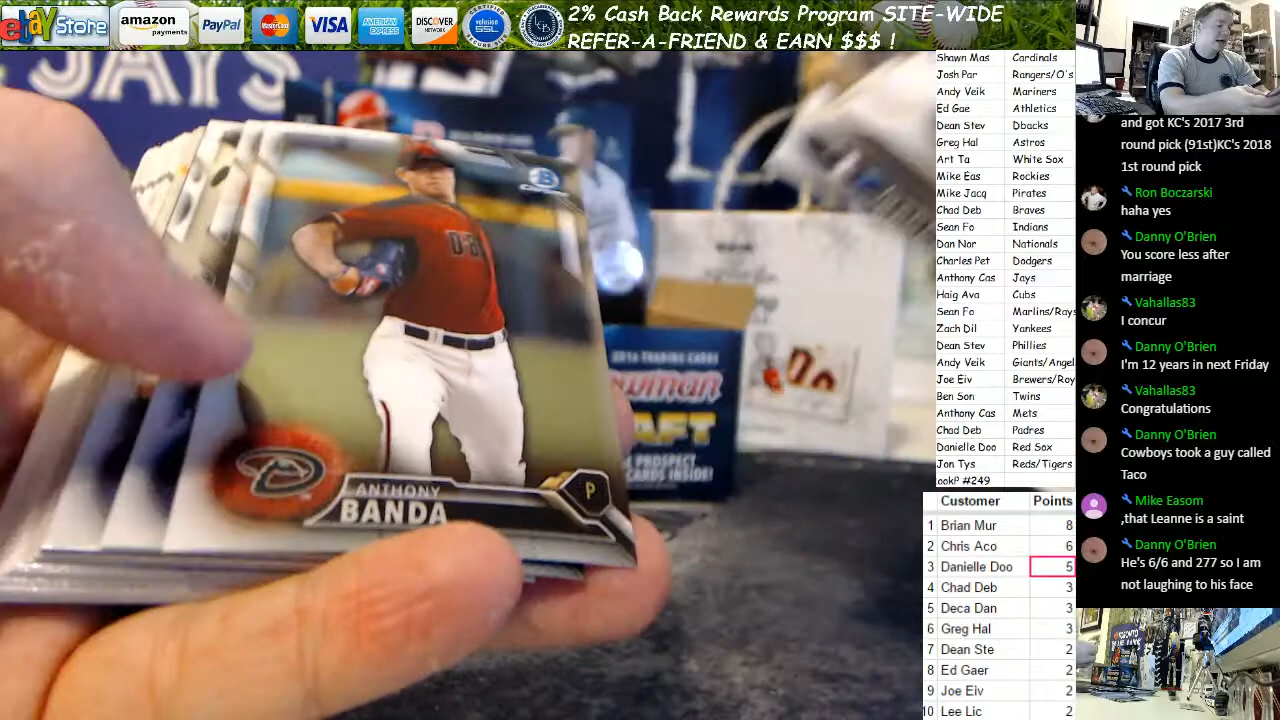 ebay Store
amazon payments
PayPal
MasterCard
VISA
AMERICAN EXPRESS
DISCOVER NETWORK
SSL
2% Cash Back Rewards Program SITE-WIDE
REFER-A-FRIEND & EARN $$$ !
JAYS
D-BA
ANTHONY
BANDA
P
2016 TRADING CARDS
Shawn Mas Cardinals
Josh Par Rangers/O's
Andy Veik Mariners
Ed Gae Athletics
Dean Stev Dbacks
Greg Hal Astros
Art Ta White Sox
Mike Eas Rockies
Mike Jacq Pirates
Chad Deb Braves
Sean Fo Indians
Dan Nor Nationals
Charles Pet Dodgers
Anthony Cas Jays
Haig Ava Cubs
Sean Fo Marlins/Rays
Zach Dil Yankees
Dean Stev Phillies
Andy Veik Giants/Angel
Joe Eiv Brewers/Roy
Ben Son Twins
Anthony Cas Mets
Chad Deb Padres
Danielle Doo Red Sox
Jon Tys Reds/Tigers
ookP #249
Customer Points
1 Brian Mur 8
2 Chris Aco 6
3 Danielle Doo 5
4 Chad Deb 3
5 Deca Dan 3
6 Greg Hal 3
7 Dean Ste 2
8 Ed Gaer 2
9 Joe Eiv 2
10 Lee Lic 2
and got KC's 2017 3rd
round pick (91st)KC's 2018
1st round pick
Ron Boczarski
haha yes
Danny O'Brien
You score less after
marriage
Vahallas83
I concur
Danny O'Brien
I'm 12 years in next Friday
Vahallas83
Congratulations
Danny O'Brien
Cowboys took a guy called
Taco
Mike Easom
,that Leanne is a saint
Danny O'Brien
He's 6/6 and 277 so I am
not laughing to his face